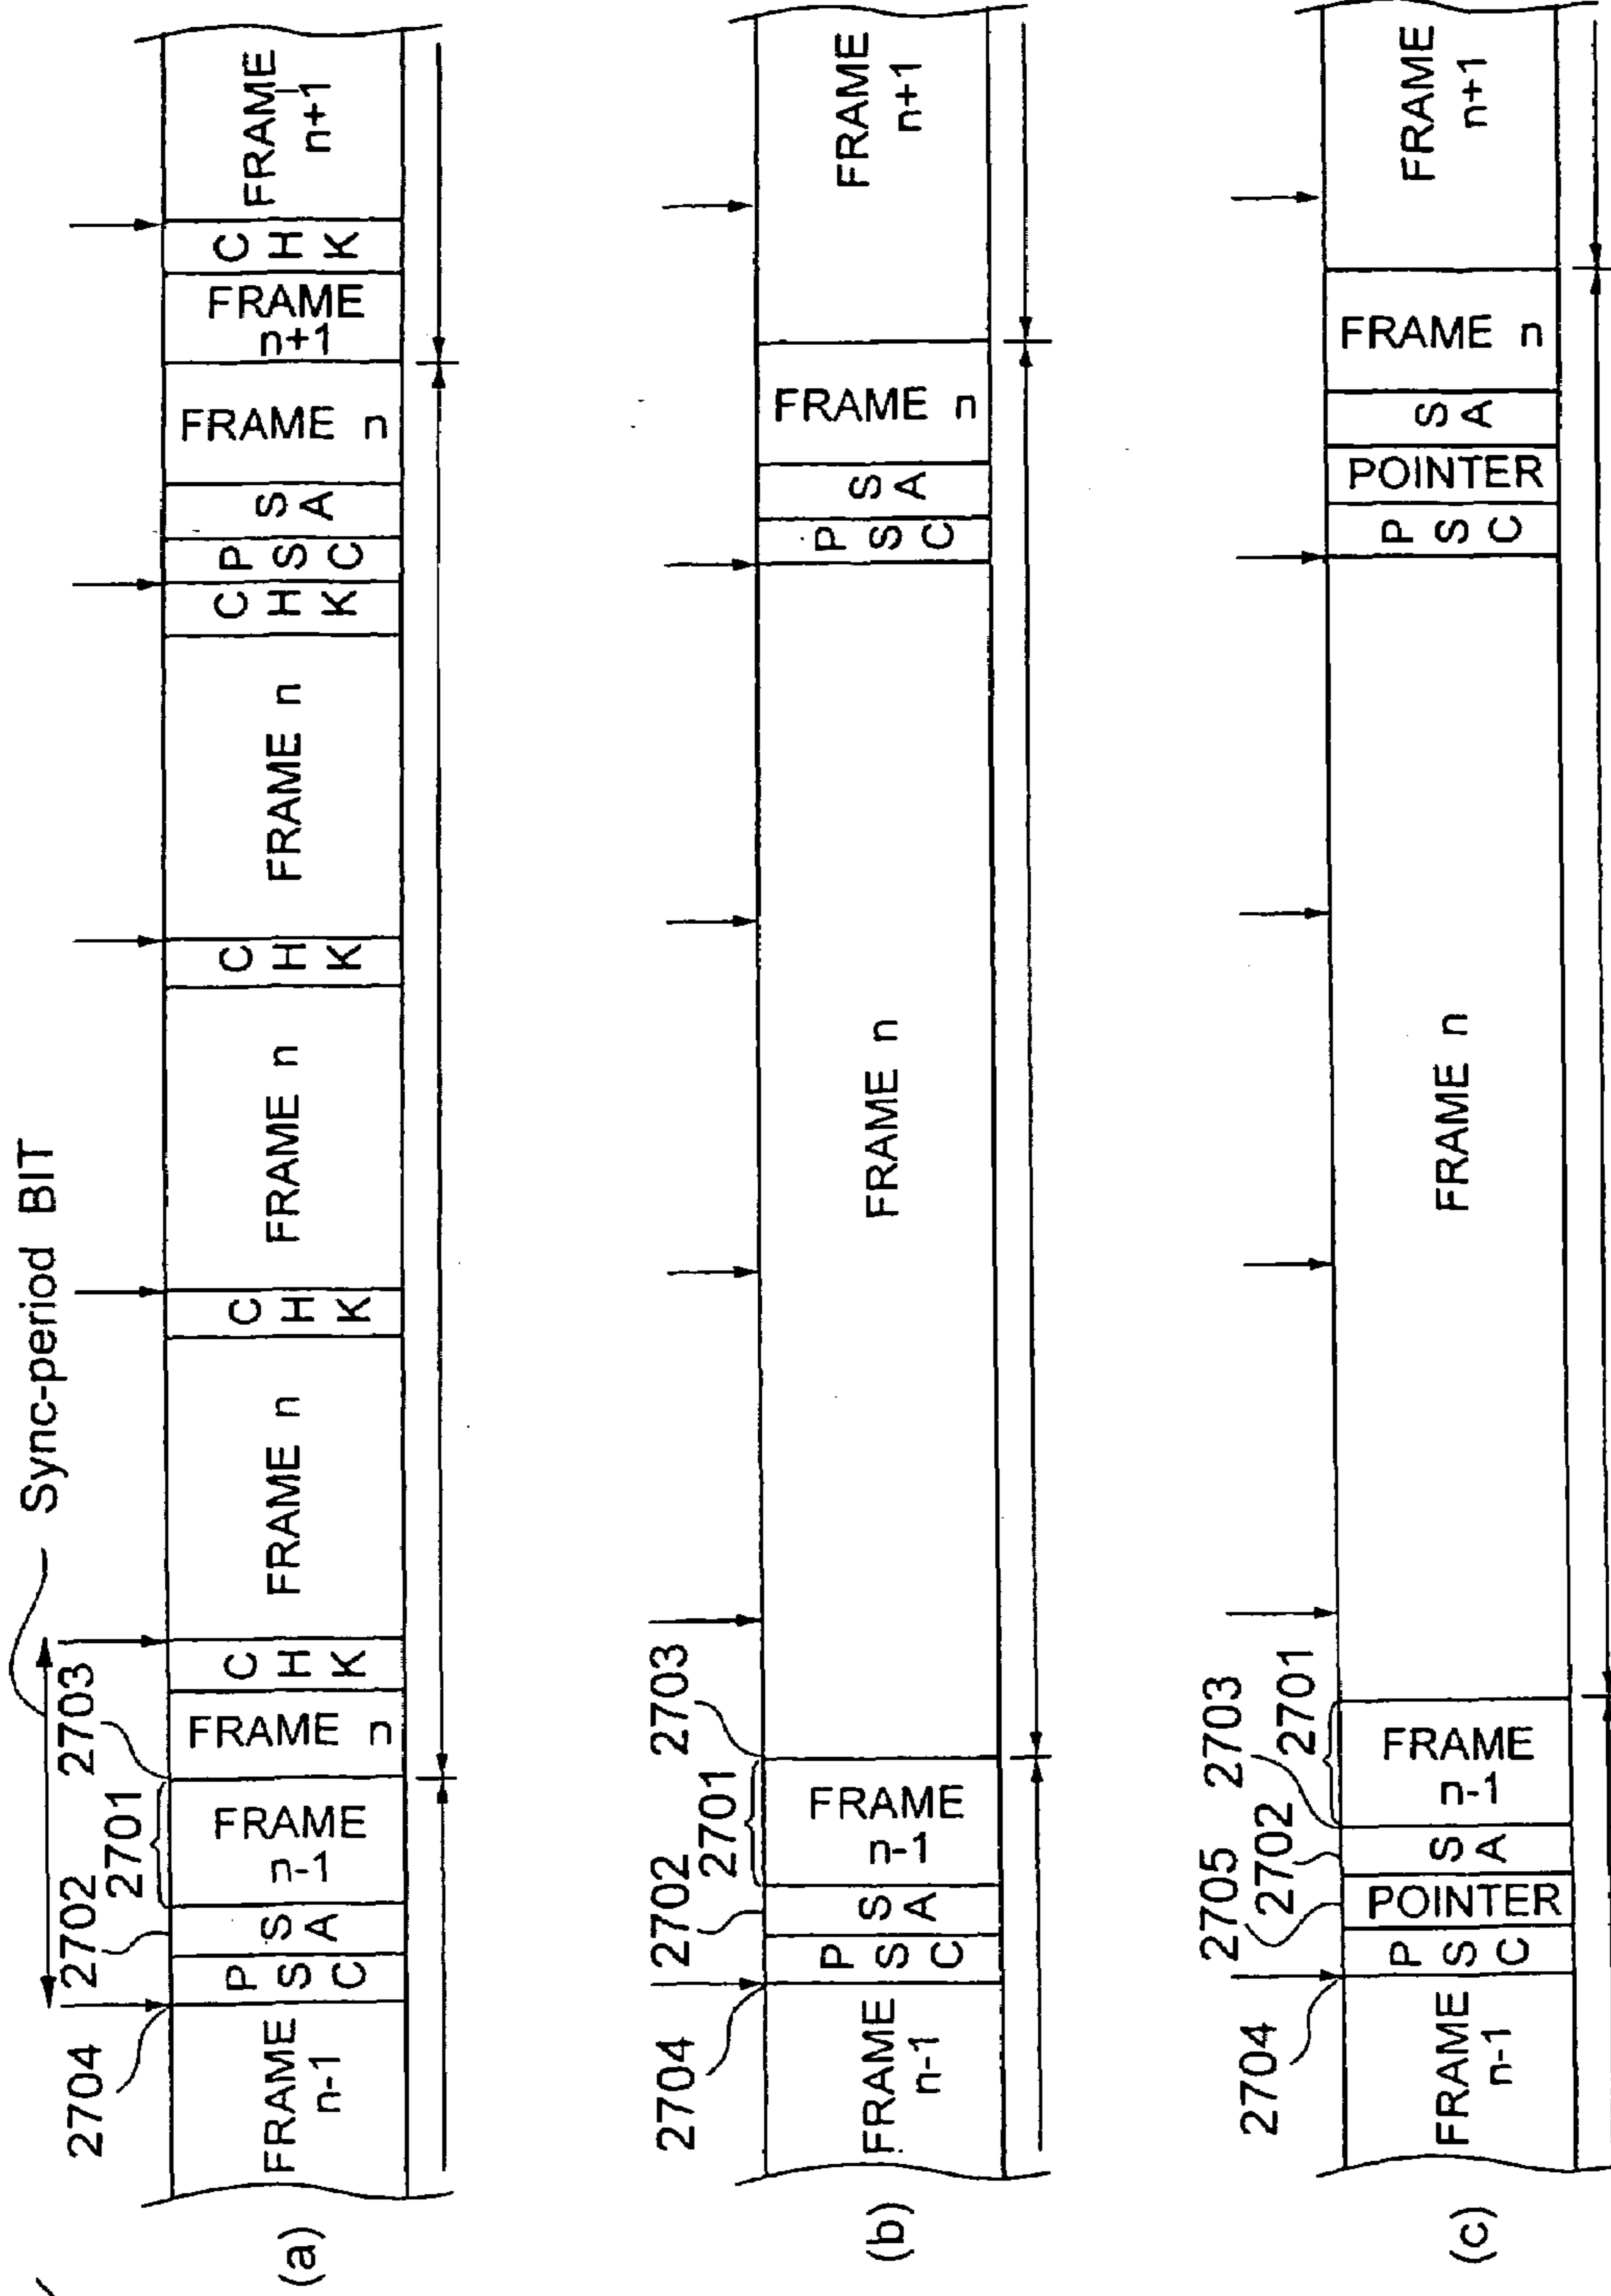 Sync-period BIT
2704
2702
2701
2703
(a)
FRAME
n-1
PSC
SA
FRAME
n-1
FRAME n
CHK
FRAME n
CHK
FRAME n
CHK
FRAME n
CHK
PSC
SA
FRAME n
FRAME
n+1
CHK
FRAME
n+1
2704
2702
2701
2703
(b)
FRAME
n-1
PSC
SA
FRAME
n-1
FRAME n
PSC
SA
FRAME n
FRAME
n+1
2704
2705
2702
2703
2701
(c)
FRAME
n-1
PSC
POINTER
SA
FRAME
n-1
FRAME n
PSC
POINTER
SA
FRAME n
FRAME
n+1